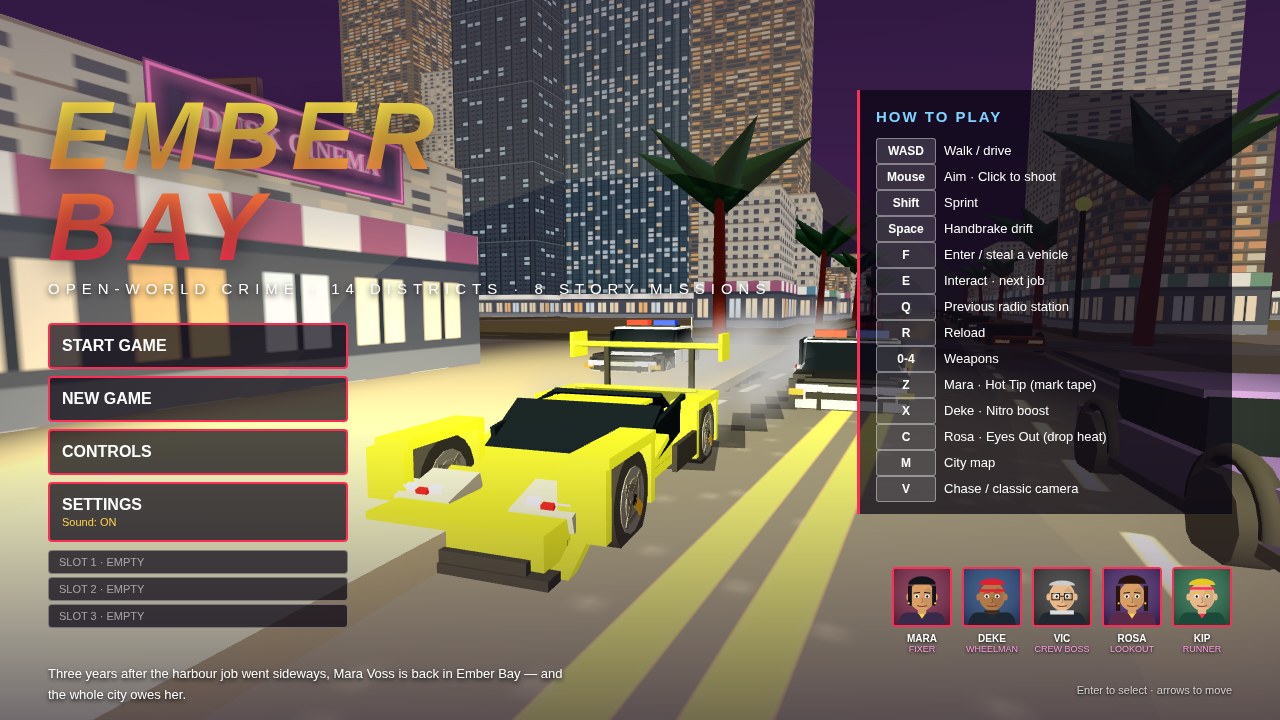 EMBER
BAY
OPEN-WORLD CRIME · 14 DISTRICTS · 8 STORY MISSIONS
START GAME
NEW GAME
CONTROLS
SETTINGS
Sound: ON
SLOT 1 · EMPTY
SLOT 2 · EMPTY
SLOT 3 · EMPTY
Three years after the harbour job went sideways, Mara Voss is back in Ember Bay — and
the whole city owes her.
CINEMA
HOW TO PLAY
WASD Walk / drive
Mouse Aim · Click to shoot
Shift Sprint
Space Handbrake drift
F Enter / steal a vehicle
E Interact · next job
Q Previous radio station
R Reload
0-4 Weapons
Z Mara · Hot Tip (mark tape)
X Deke · Nitro boost
C Rosa · Eyes Out (drop heat)
M City map
V Chase / classic camera
MARA DEKE VIC ROSA KIP
FIXER WHEELMAN CREW BOSS LOOKOUT RUNNER
Enter to select · arrows to move